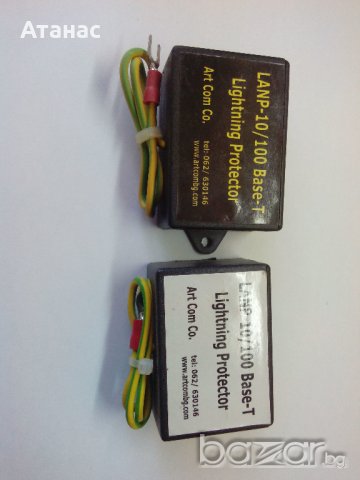 Атанас
LANP-10/100 Base-T
Lightning Protector
Art Com Co.
tel: 062/ 630146
www.artcombg.com
LANP-10/100 Base-T
Lightning Protector
Art Com Co.
tel: 062/ 630146
www.artcombg.com
bazar.bg